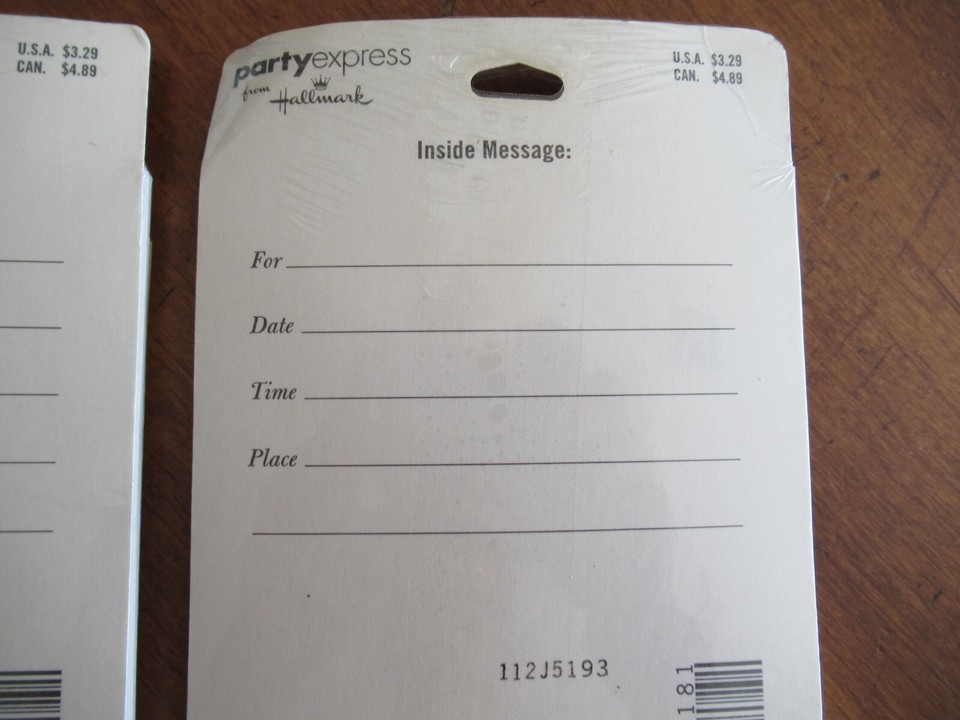 U.S.A. $3.29
CAN. $4.89
partyexpress
from Hallmark
U.S.A. $3.29
CAN. $4.89
Inside Message:
For
Date
Time
Place
112J5193
181